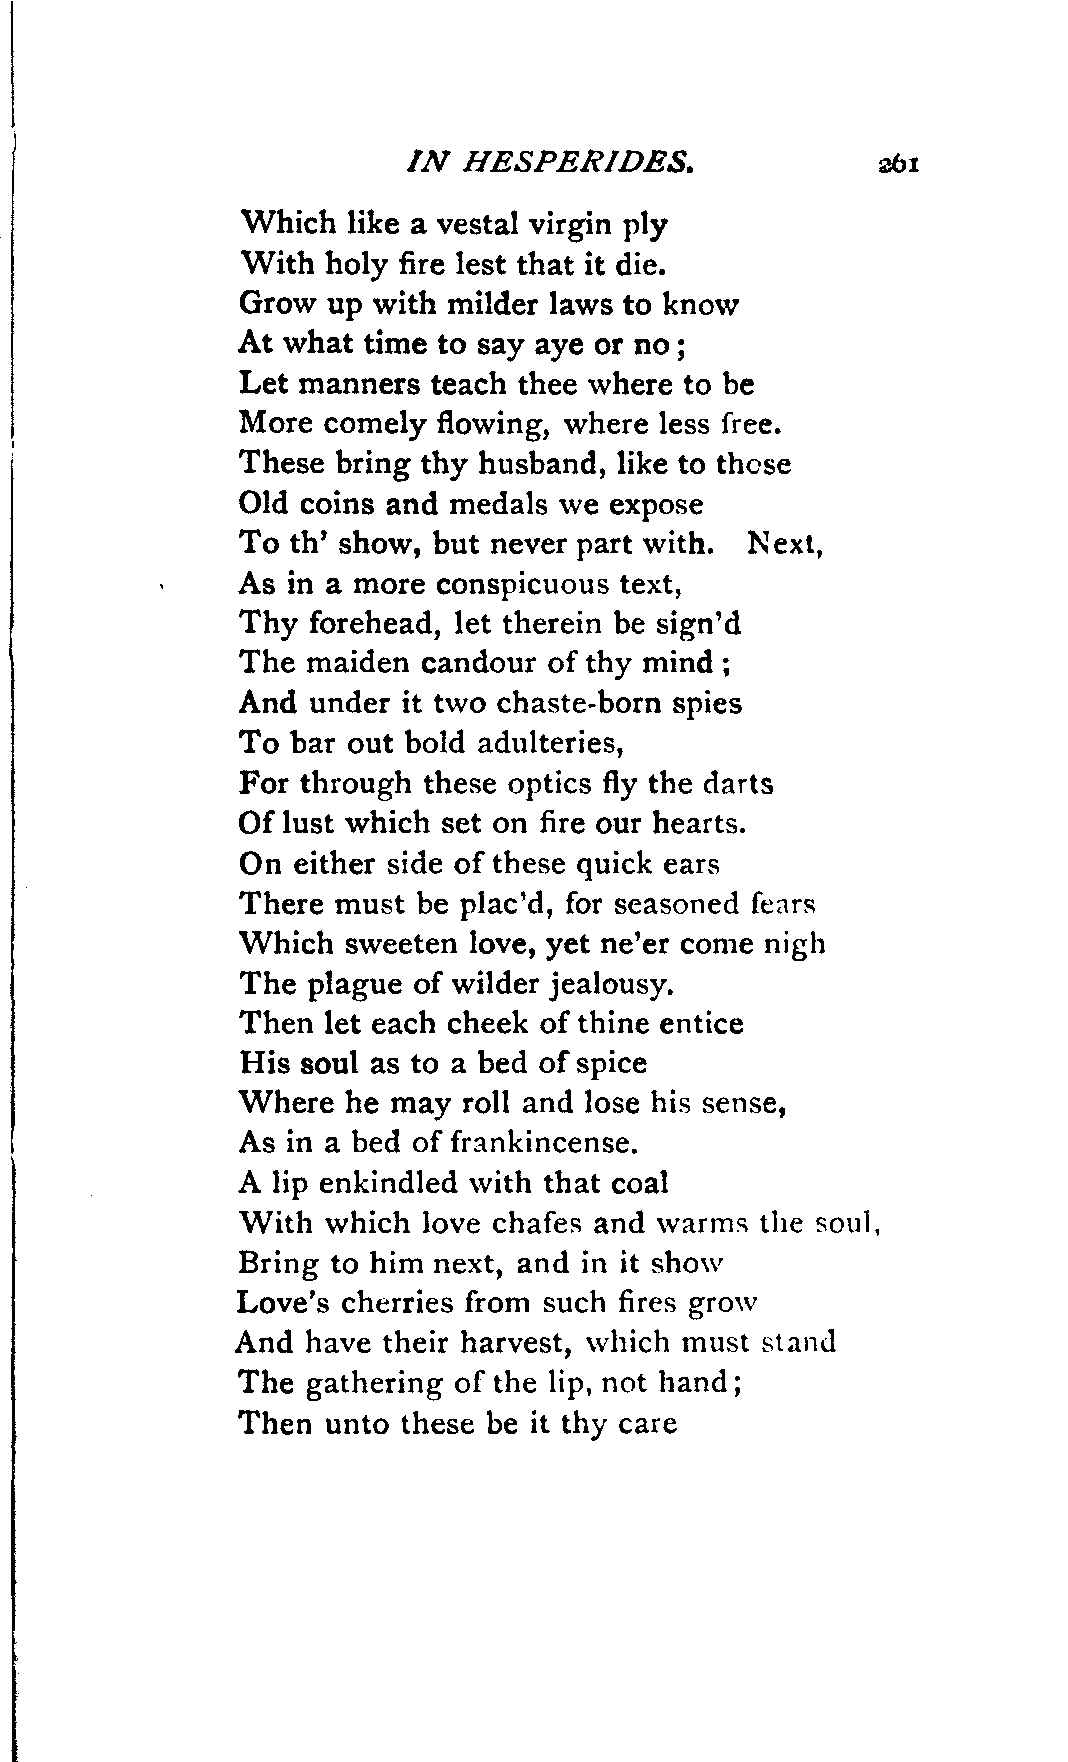 IN HESPERIDES. 261
Which like a vestal virgin ply
With holy fire lest that it die.
Grow up with milder laws to know
At what time to say aye or no ;
Let manners teach thee where to be
More comely flowing, where less free.
These bring thy husband, like to those
Old coins and medals we expose
To th' show, but never part with. Next,
As in a more conspicuous text,
Thy forehead, let therein be sign'd
The maiden candour of thy mind ;
And under it two chaste-born spies
To bar out bold adulteries,
For through these optics fly the darts
Of lust which set on fire our hearts.
On either side of these quick ears
There must be plac'd, for seasoned fears
Which sweeten love, yet ne'er come nigh
The plague of wilder jealousy.
Then let each cheek of thine entice
His soul as to a bed of spice
Where he may roll and lose his sense,
As in a bed of frankincense.
A lip enkindled with that coal
With which love chafes and warms the soul,
Bring to him next, and in it show
Love's cherries from such fires grow
And have their harvest, which must stand
The gathering of the lip, not hand ;
Then unto these be it thy care